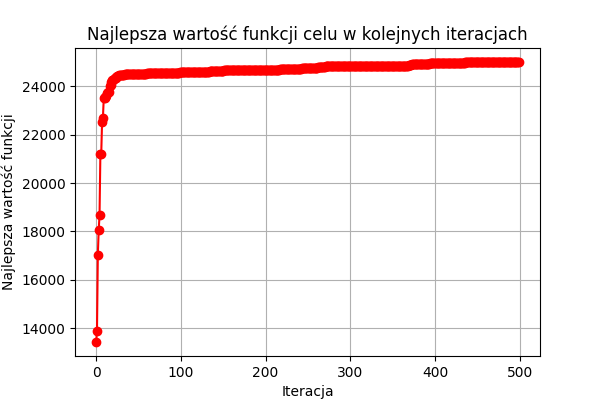 Najlepsza wartość funkcji celu w kolejnych iteracjach
Najlepsza wartość funkcji
24000
22000
20000
18000
16000
14000
0 100 200 300 400 500
Iteracja